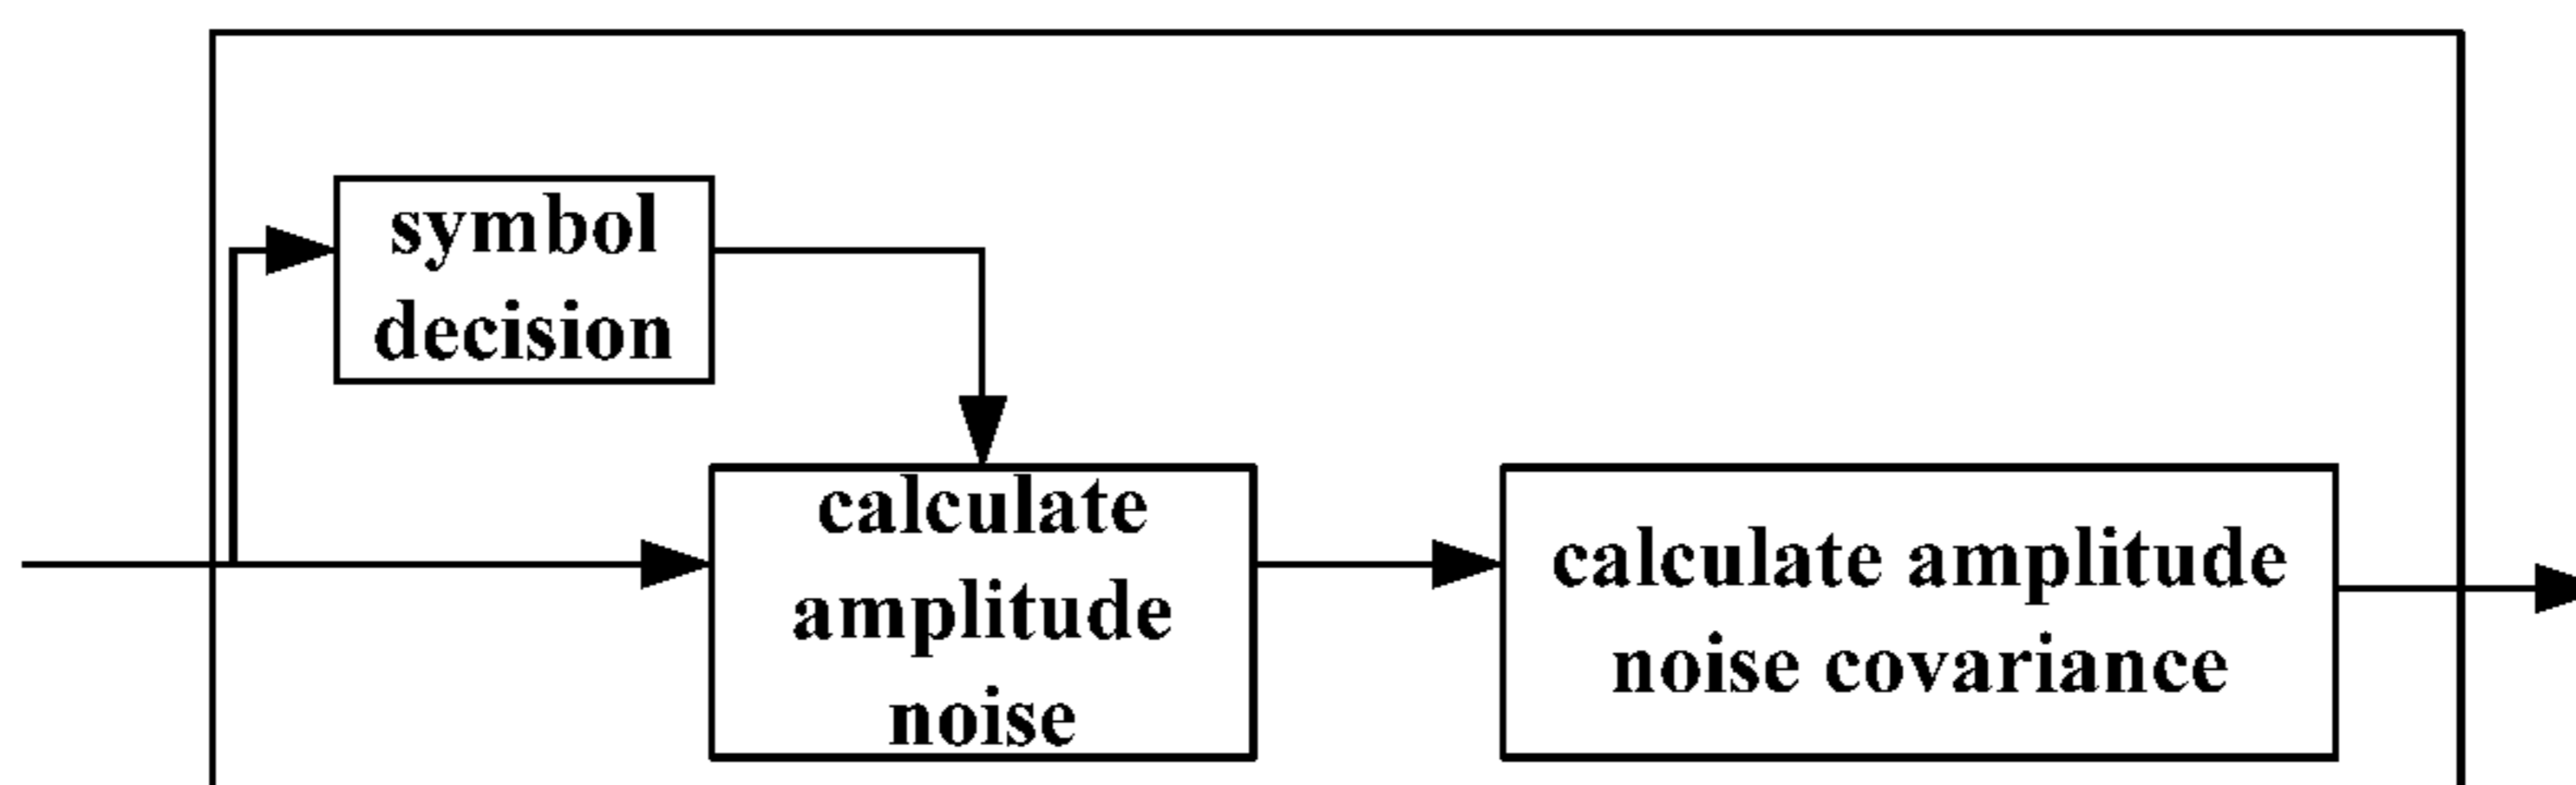 symbol
decision
calculate
amplitude
noise
calculate amplitude
noise covariance